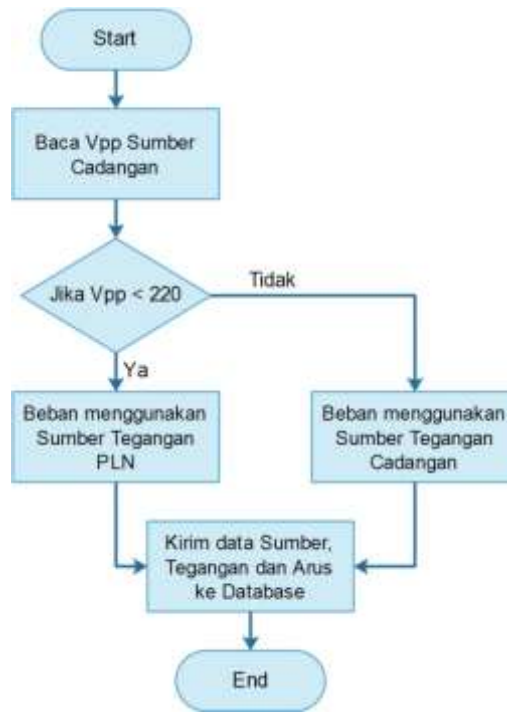 Start
Baca Vpp Sumber
Cadangan
Jika Vpp < 220
Tidak
Ya
Beban menggunakan
Sumber Tegangan
PLN
Beban menggunakan
Sumber Tegangan
Cadangan
Kirim data Sumber,
Tegangan dan Arus
ke Database
End